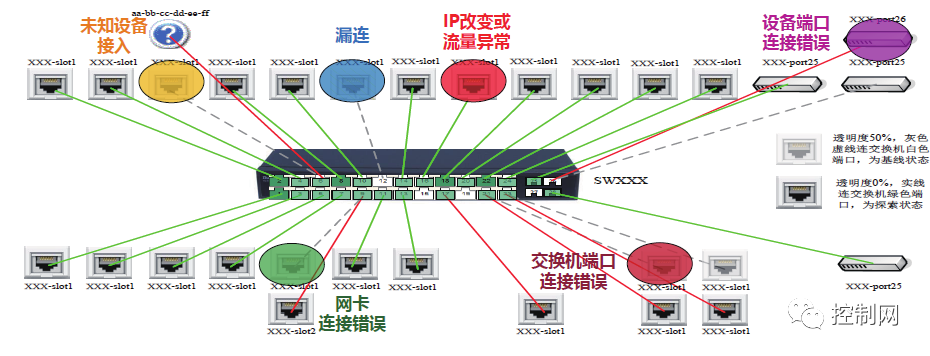 aa-bb-cc-dd-ee-ff
未知设备
接入
漏连
IP改变或
流量异常
设备端口
连接错误
XXX-port26
XXX-slot1 XXX-slot1 XXX-slot1 XXX-slot1 XXX-slot1 XXX-slot1 XXX-slot1 XXX-slot1 XXX-slot1 XXX-slot1 XXX-slot1 XXX-slot1 XXX-port25 XXX-port25
透明度50%，灰色
虚线连交换机白色
端口，为基线状态
透明度0%，实线
连交换机绿色端
口，为探索状态
SWXXX
12
18
22
交换机端口
连接错误
XXX-slot1 XXX-slot1 XXX-slot1 XXX-slot1 XXX-slot1 XXX-slot1 XXX-slot1 XXX-slot1 XXX-slot1 XXX-port25
网卡
连接错误
XXX-slot2 XXX-slot1 XXX-slot1 XXX-slot1
控制网